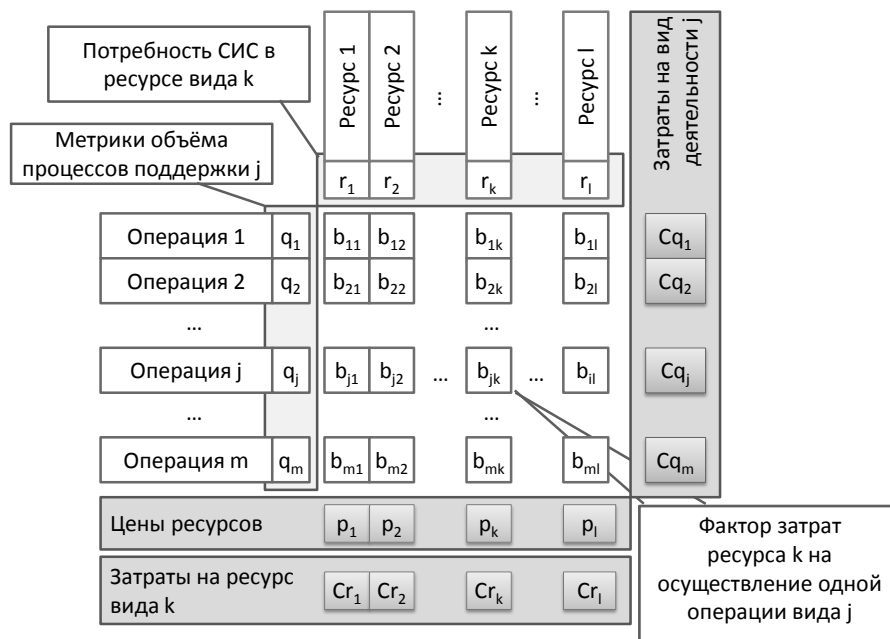 Потребность СИС в
ресурсе вида k
Метрики объёма
процессов поддержки j
Ресурс 1
Ресурс 2
...
Ресурс k
...
Ресурс l
Затраты на вид
деятельности j
r1 r2 rk rl
Операция 1 q1 b11 b12 b1k b1l Cq1
Операция 2 q2 b21 b22 b2k b2l Cq2
... ...
Операция j qj bj1 bj2 ... bjk ... bil Cqj
... ...
Операция m qm bm1 bm2 bmk bml Cqm
Цены ресурсов p1 p2 pk pl
Затраты на ресурс
вида k
Cr1 Cr2 Crk Crl
Фактор затрат
ресурса k на
осуществление одной
операции вида j